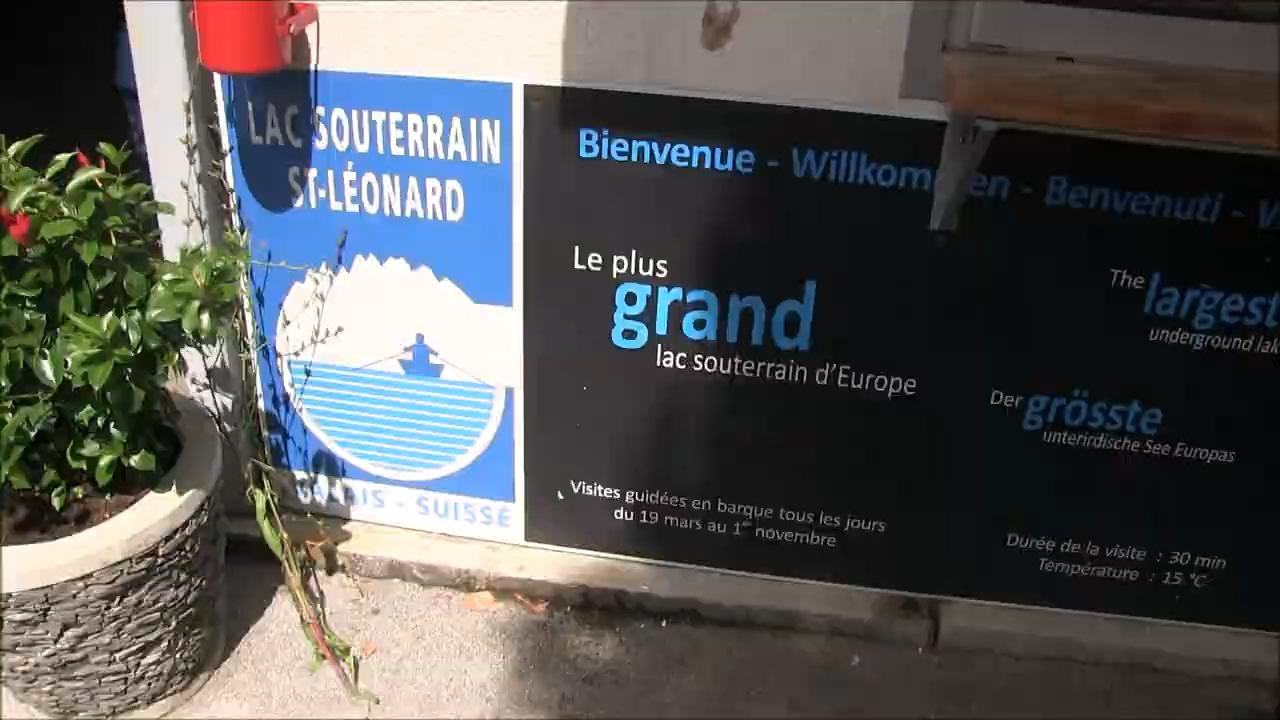 LAC SOUTERRAIN
ST-LÉONARD
VALAIS - SUISSE
Bienvenue - Willkommen - Benvenuti -
Le plus
grand
lac souterrain d'Europe
The largest
underground
Der grösste
unterirdische See Europas
Visites guidées en barque tous les jours
du 19 mars au 1er novembre
Durée de la visite : 30 min
Température : 15 °C